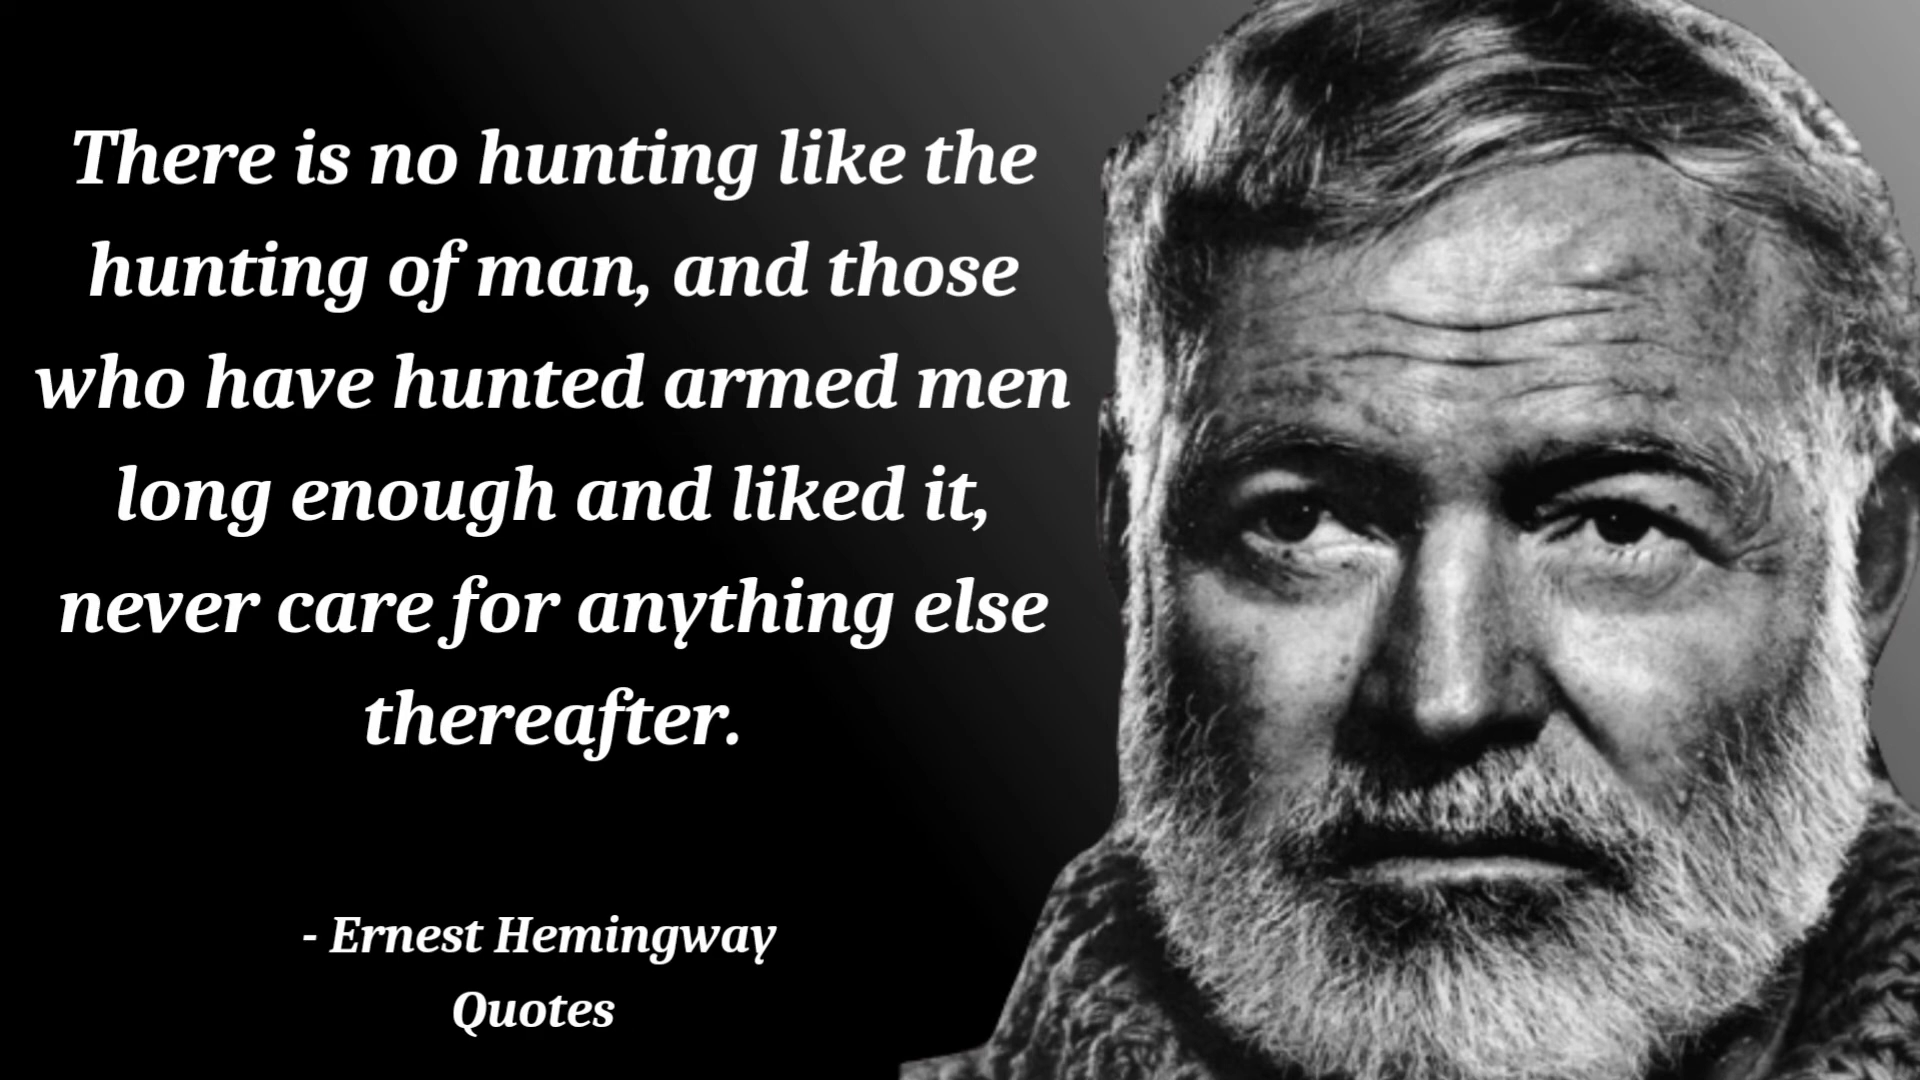 There is no hunting like the
hunting of man, and those
who have hunted armed men
long enough and liked it,
never care for anything else
thereafter.
- Ernest Hemingway
Quotes